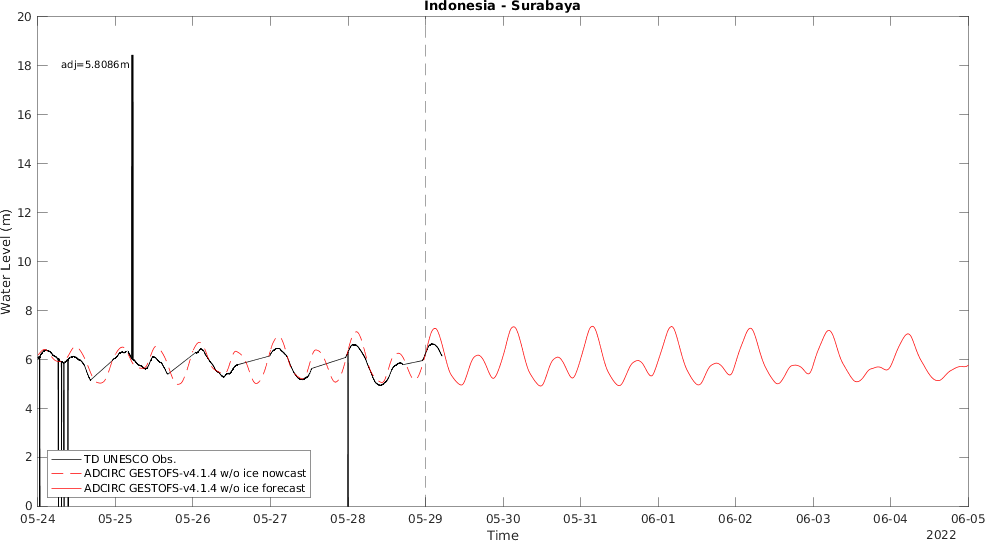 Indonesia - Surabaya
20
18
16
14
12
10
8
6
4
2
0
Water Level (m)
adj=5.8086m
TD UNESCO Obs.
ADCIRC GESTOFS-v4.1.4 w/o ice nowcast
ADCIRC GESTOFS-v4.1.4 w/o ice forecast
05-24 05-25 05-26 05-27 05-28 05-29 05-30 05-31 06-01 06-02 06-03 06-04 06-05
Time
2022